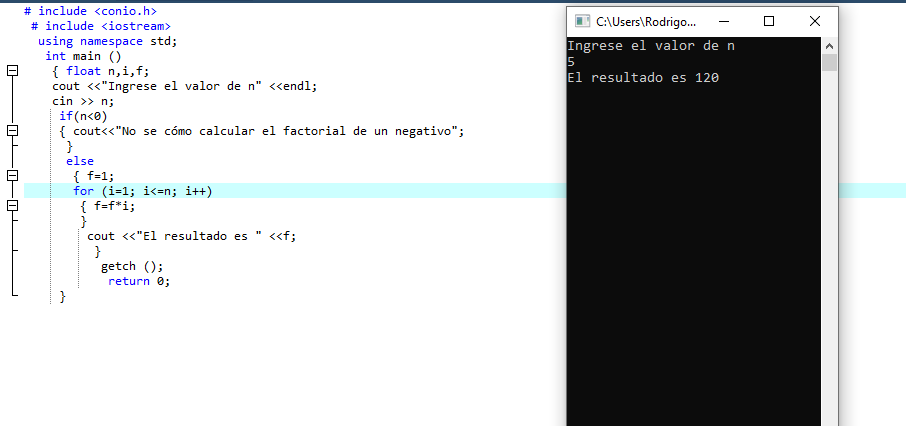 # include <conio.h>
# include <iostream>
using namespace std;
int main ()
{ float n,i,f;
cout <<"Ingrese el valor de n" <<endl;
cin >> n;
if(n<0)
{ cout<<"No se cómo calcular el factorial de un negativo";
}
else
{ f=1;
for (i=1; i<=n; i++)
{ f=f*i;
}
cout <<"El resultado es " <<f;
}
getch ();
return 0;
}
C:\Users\Rodrigo...
Ingrese el valor de n
5
El resultado es 120